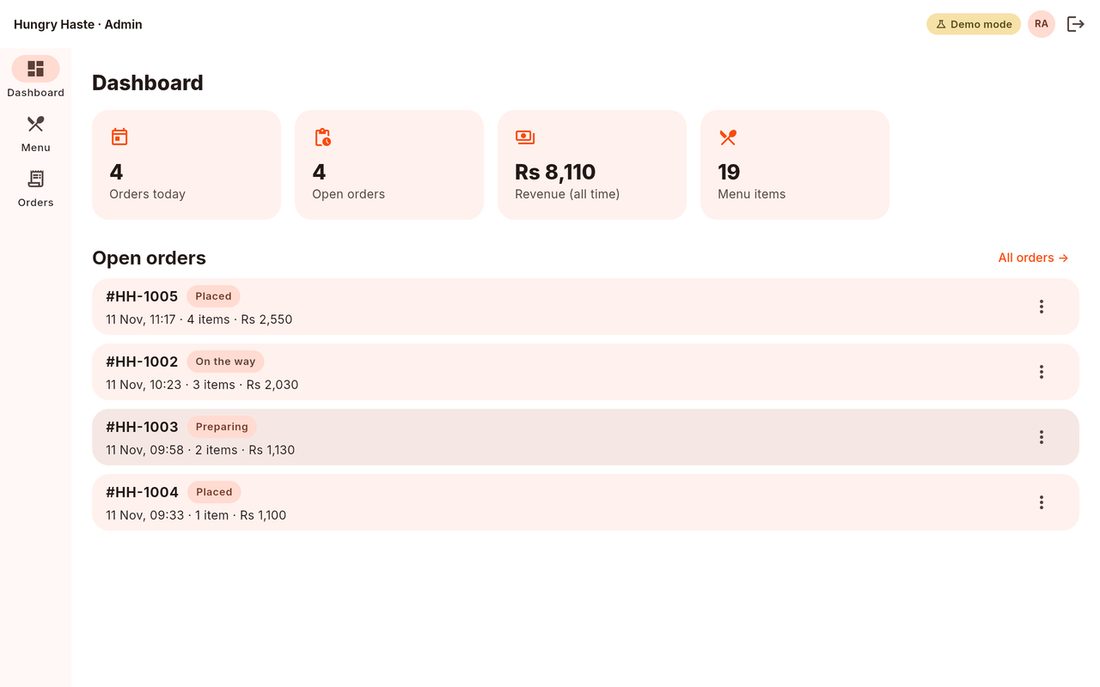 Hungry Haste · Admin
Demo mode
RA
Dashboard
Menu
Orders
Dashboard
4
Orders today
4
Open orders
Rs 8,110
Revenue (all time)
19
Menu items
Open orders
All orders →
#HH-1005 Placed
11 Nov, 11:17 · 4 items · Rs 2,550
#HH-1002 On the way
11 Nov, 10:23 · 3 items · Rs 2,030
#HH-1003 Preparing
11 Nov, 09:58 · 2 items · Rs 1,130
#HH-1004 Placed
11 Nov, 09:33 · 1 item · Rs 1,100